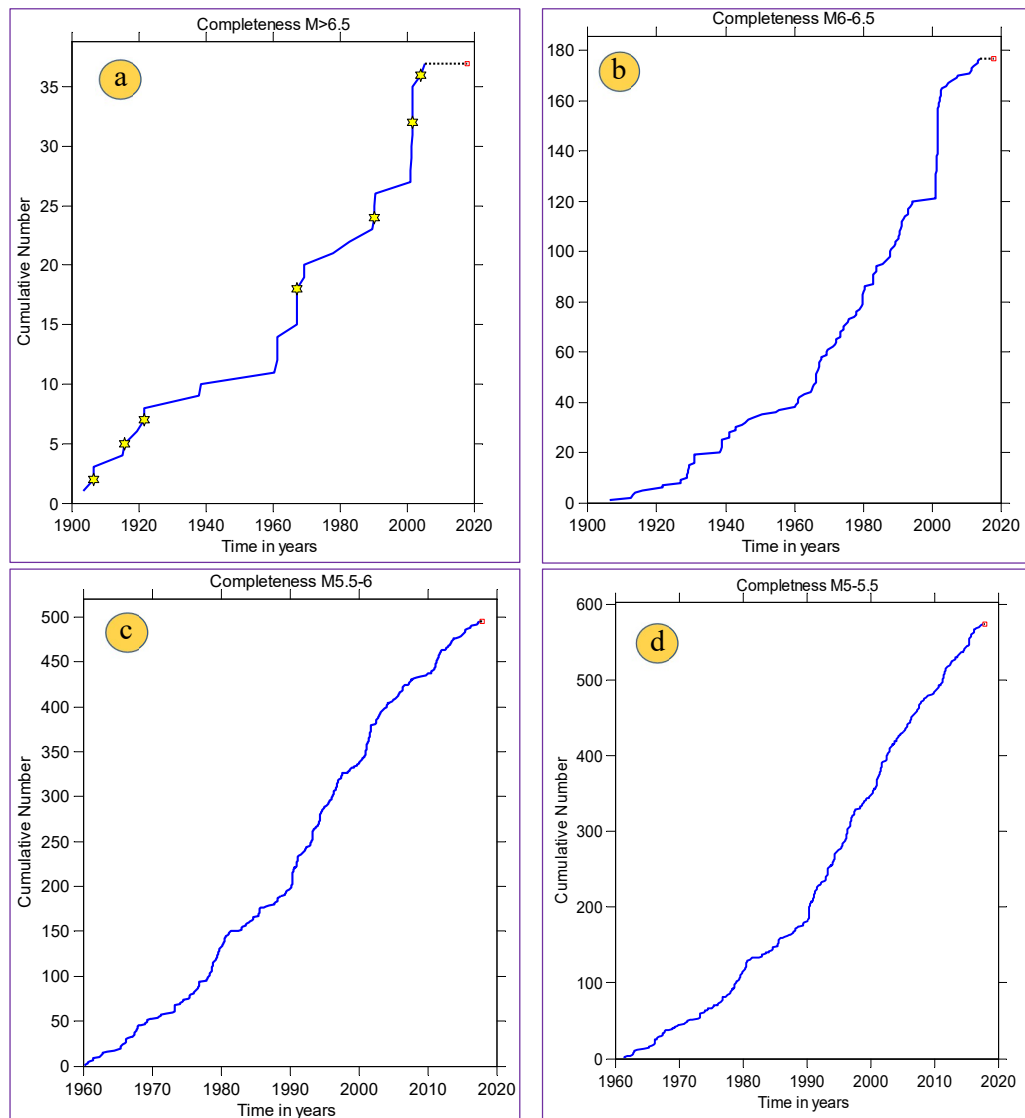 Completeness M>6.5
a
35
30
25
20
15
10
5
0
Cumulative Number
1900 1920 1940 1960 1980 2000 2020
Time in years
Completeness M6-6.5
b
180
160
140
120
100
80
60
40
20
0
1900 1920 1940 1960 1980 2000 2020
Time in years
Completeness M5.5-6
c
500
450
400
350
300
250
200
150
100
50
0
Cumulative Number
1960 1970 1980 1990 2000 2010 2020
Time in years
Completness M5-5.5
d
600
500
400
300
200
100
0
Cumulative Number
1960 1970 1980 1990 2000 2010 2020
Time in years